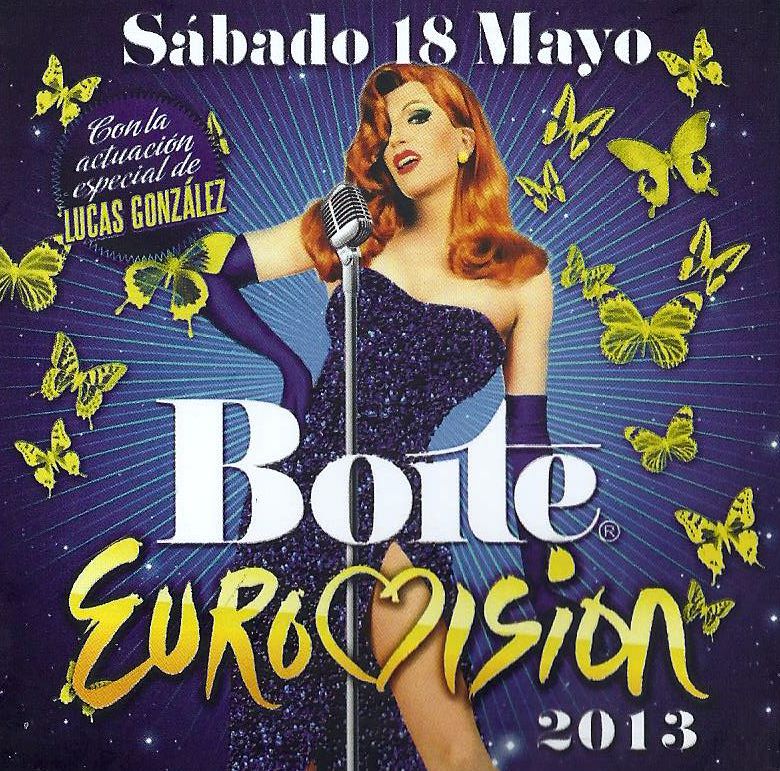 Sábado 18 Mayo
Con la
actuación
especial de
LUCAS GONZÁLEZ
Boite®
EUROVISION
2013